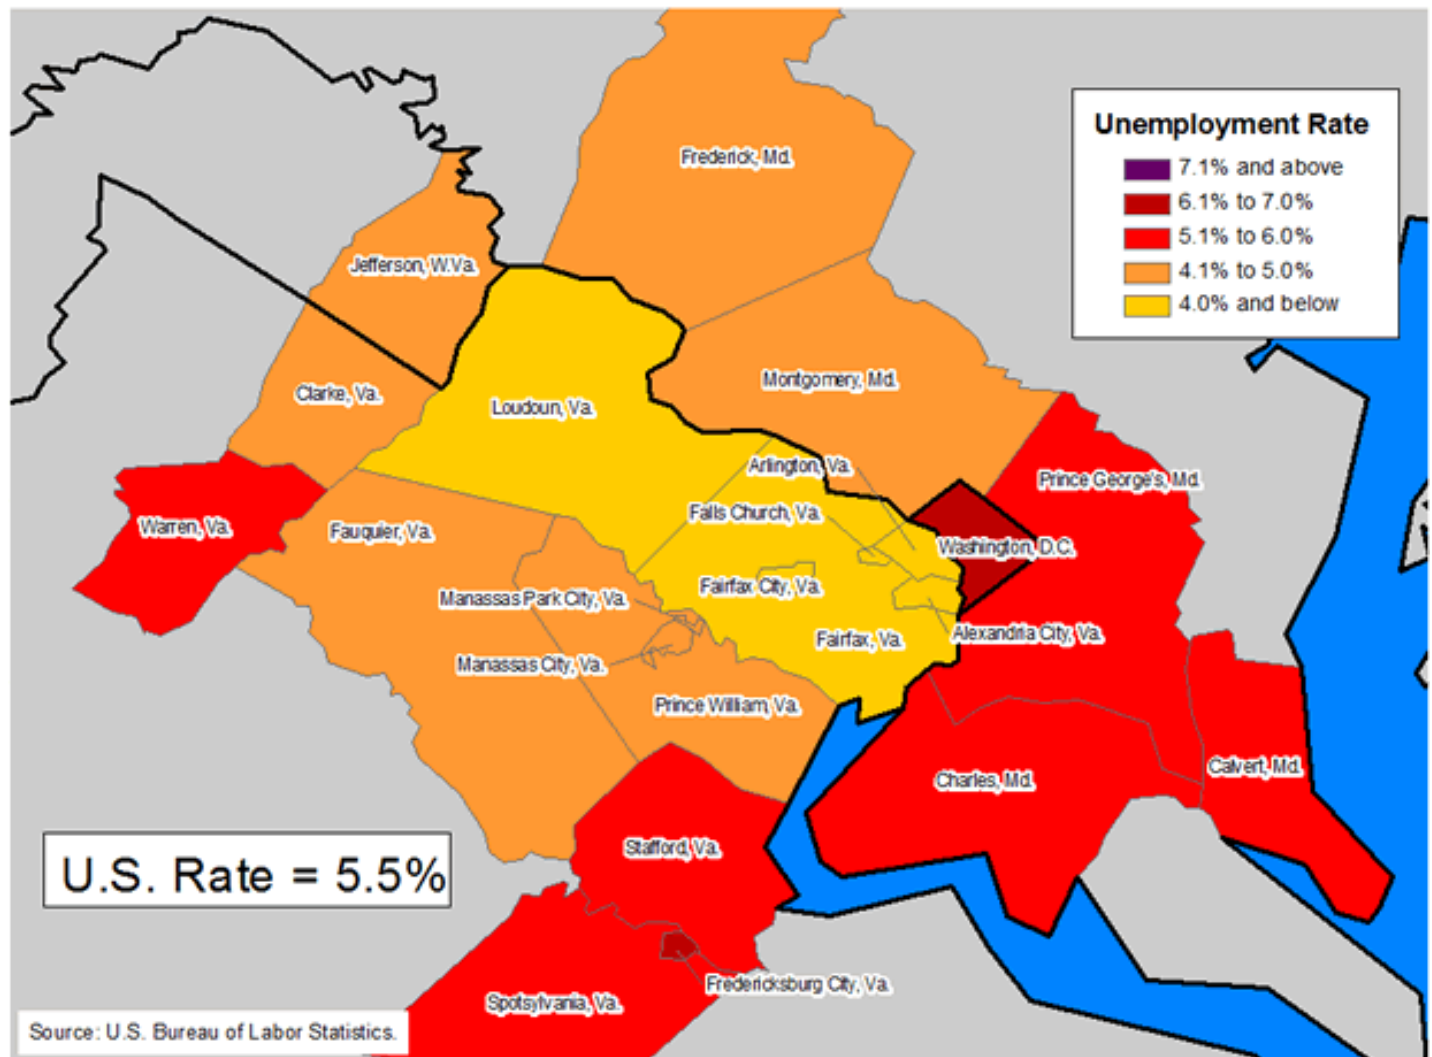 Unemployment Rate
7.1% and above
6.1% to 7.0%
5.1% to 6.0%
4.1% to 5.0%
4.0% and below
Frederick, Md.
Jefferson, W.Va.
Clarke, Va.
Loudoun, Va.
Montgomery, Md.
Arlington, Va.
Prince George's, Md.
Falls Church, Va.
Warren, Va.
Fauquier, Va.
Washington, D.C.
Fairfax City, Va.
Manassas Park City, Va.
Fairfax, Va.
Alexandria City, Va.
Manassas City, Va.
Prince William, Va.
Charles, Md.
Calvert, Md.
Stafford, Va.
U.S. Rate = 5.5%
Fredericksburg City, Va.
Spotsylvania, Va.
Source: U.S. Bureau of Labor Statistics.